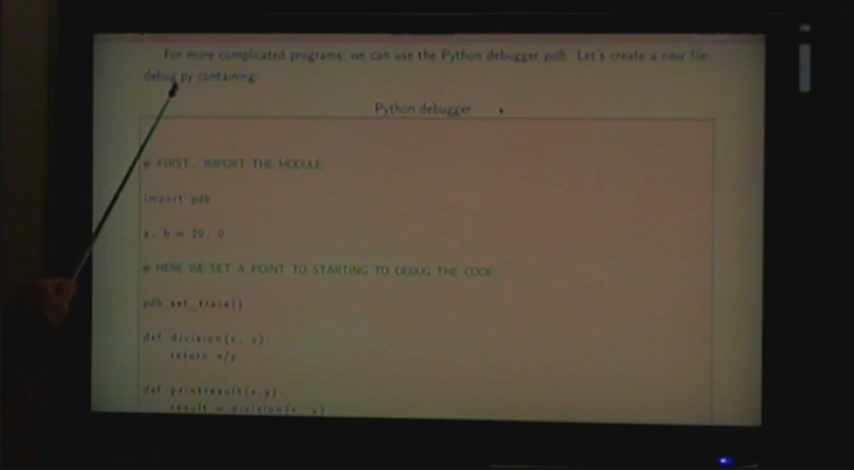 For more complicated programs, we can use the Python debugger pdb. Let's create a new file
debug.py containing
Python debugger
# FIRST, IMPORT THE MODULE:
import pdb
a, b = 20, 0
# HERE WE SET A POINT TO STARTING TO DEBUG THE CODE:
pdb.set_trace()
def division(x, y):
return x/y
def printresult(x,y)
result = division(x, y)